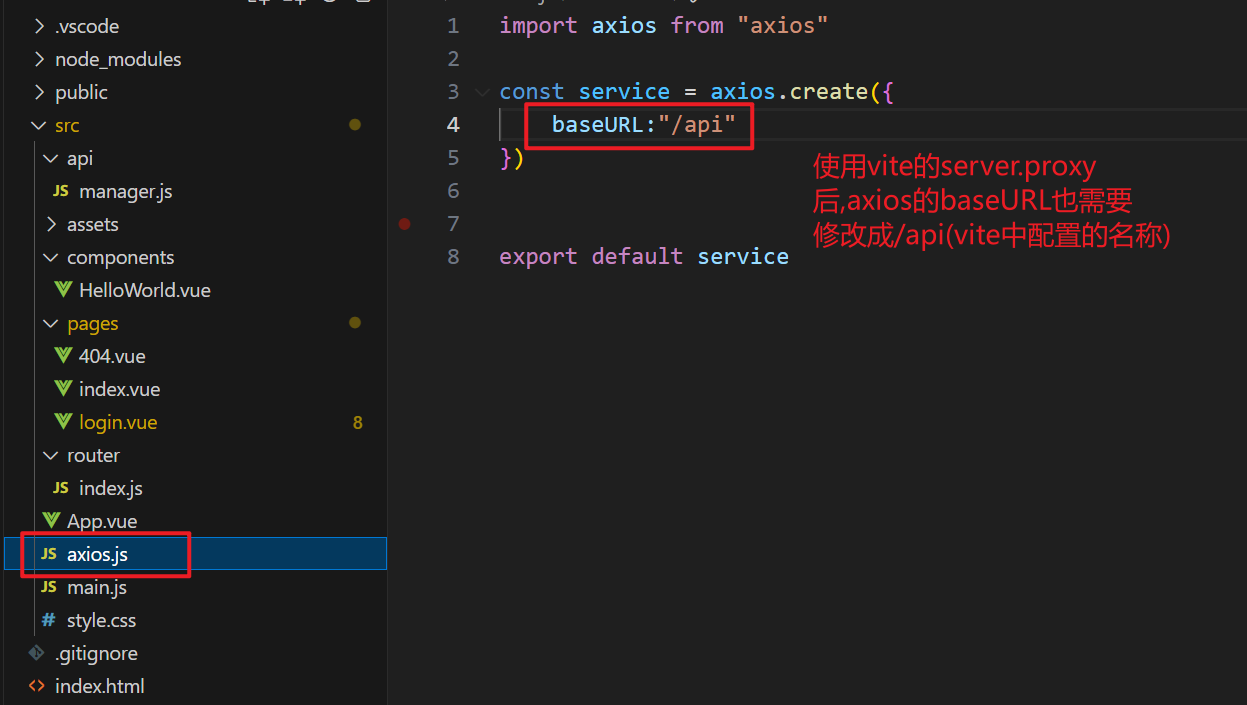 .vscode
node_modules
public
src
api
JS manager.js
assets
components
HelloWorld.vue
pages
404.vue
index.vue
login.vue 8
router
JS index.js
App.vue
JS axios.js
JS main.js
# style.css
.gitignore
<> index.html
1 import axios from "axios"
2
3 const service = axios.create({
4 baseURL:"/api"
5 })
6
7
8 export default service
使用vite的server.proxy
后,axios的baseURL也需要
修改成/api(vite中配置的名称)